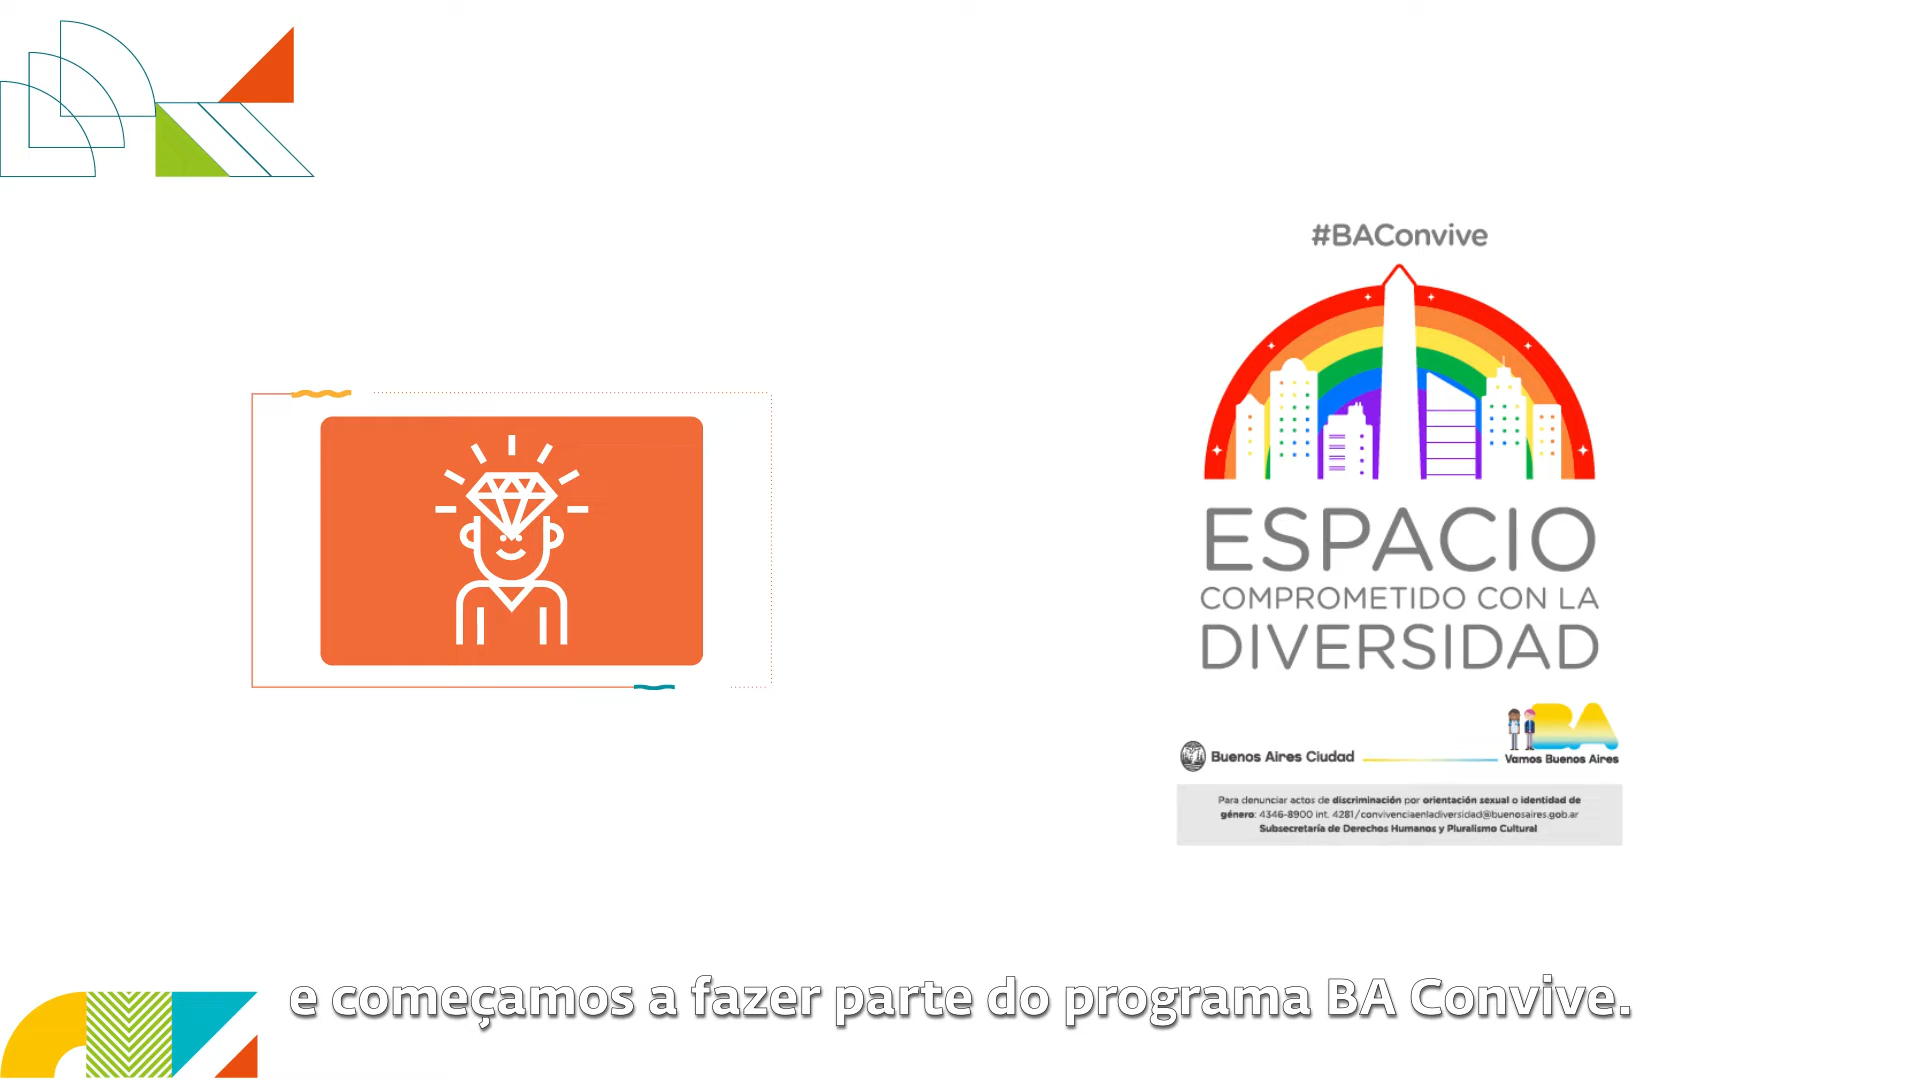 #BAConvive
ESPACIO
COMPROMETIDO CON LA
DIVERSIDAD
BA
Buenos Aires Ciudad
Vamos Buenos Aires
Para denunciar actos de discriminación por orientación sexual o identidad de
género: 4346-8900 int. 4281/convivenciaenladiversidad@buenosaires.gob.ar
Subsecretaría de Derechos Humanos y Pluralismo Cultural
e começamos a fazer parte do programa BA Convive.